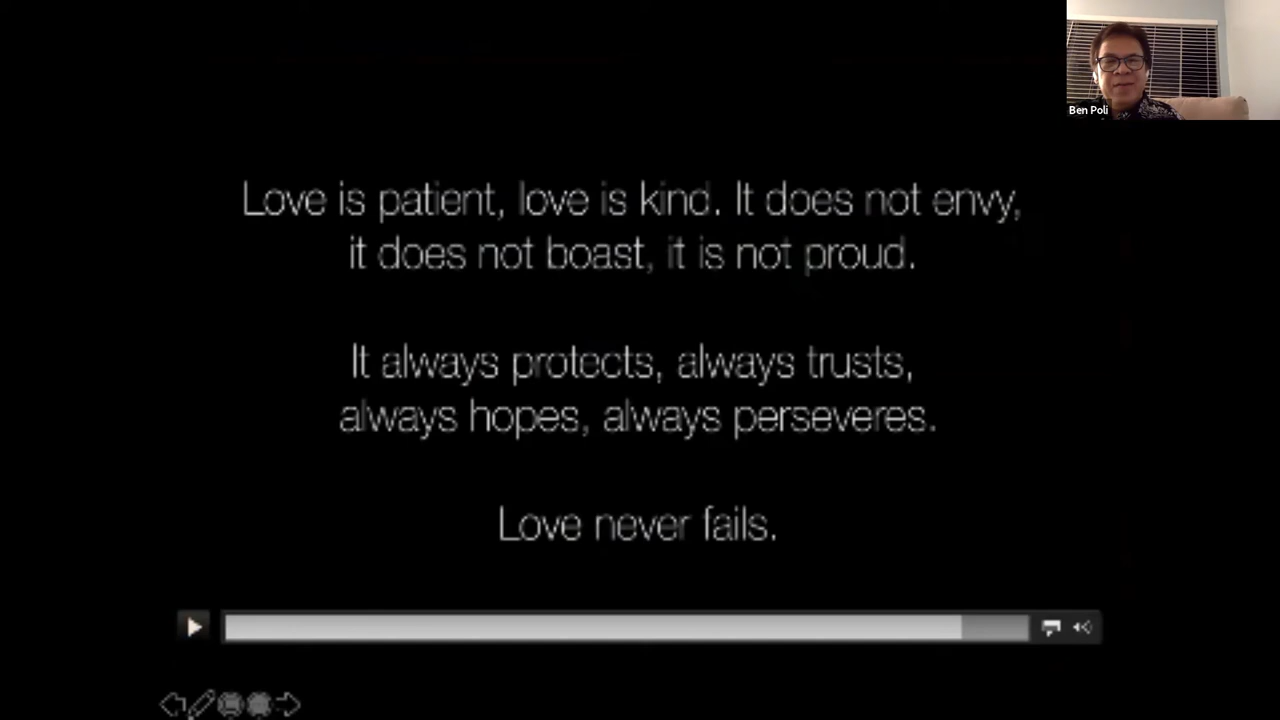 Ben Poli
Love is patient, love is kind. It does not envy,
it does not boast, it is not proud.
It always protects, always trusts,
always hopes, always perseveres.
Love never fails.